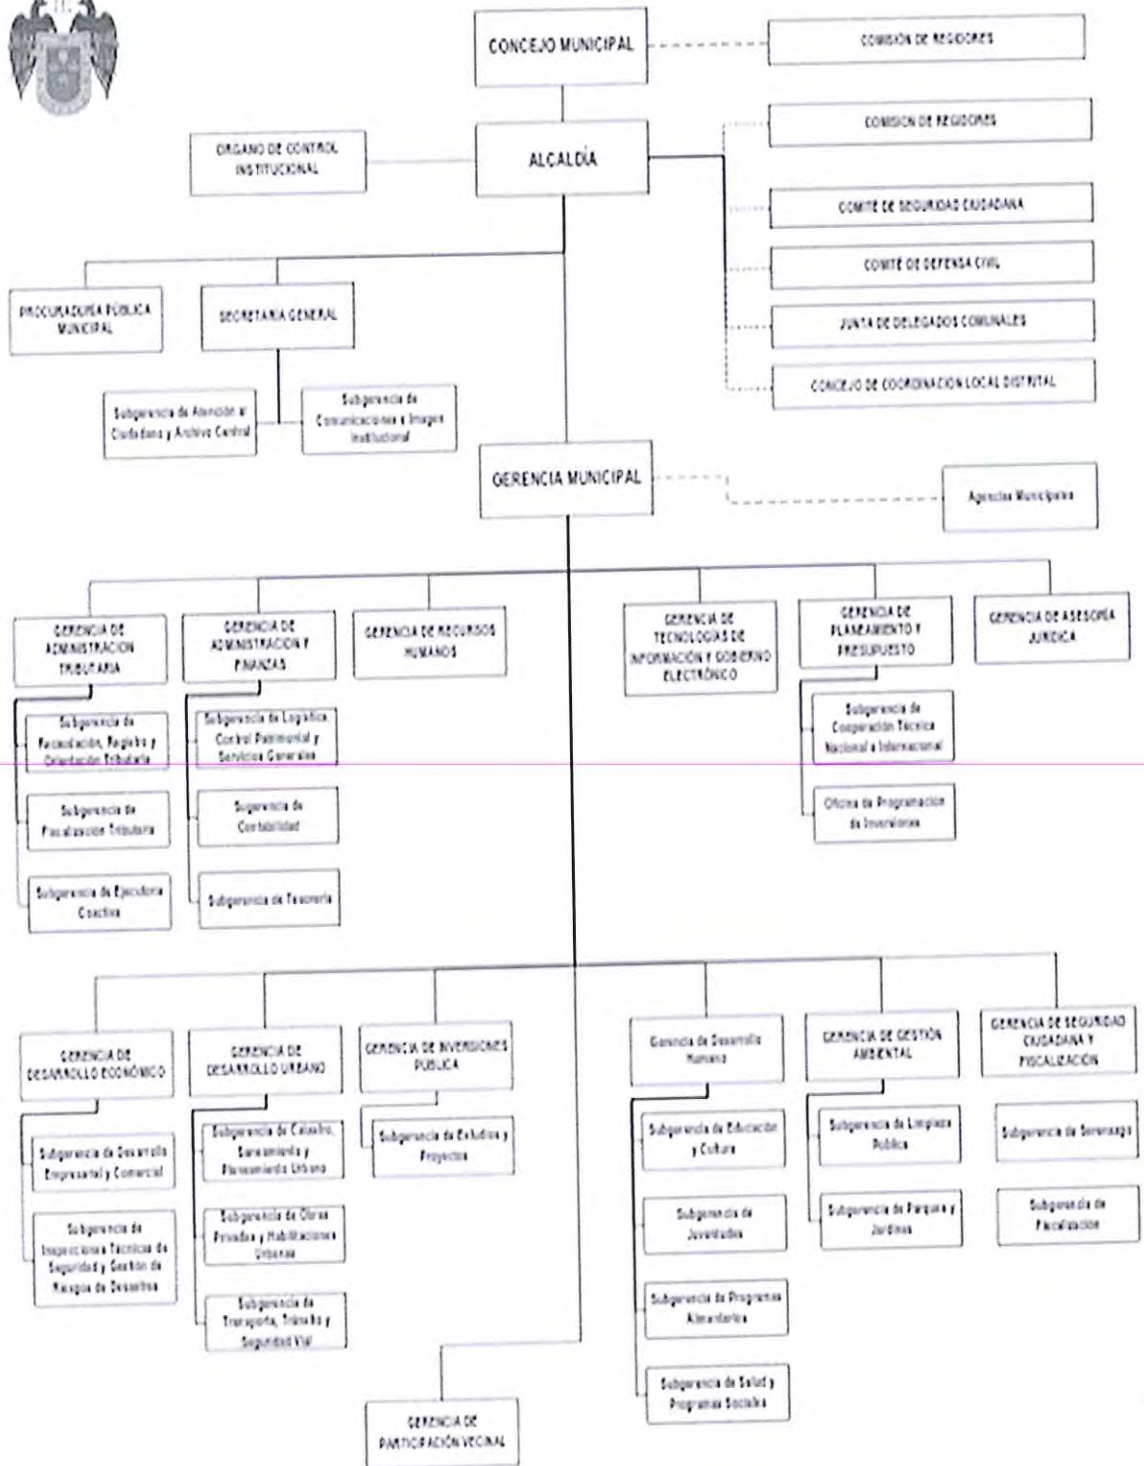 CONCEJO MUNICIPAL
COMISIÓN DE REGIDORES
ALCALDÍA
COMISION DE REGIDORES
ORGANO DE CONTROL
INSTITUCIONAL
COMITÉ DE SEGURIDAD CIUDADANA
COMITÉ DE DEFENSA CIVIL
JUNTA DE DELEGADOS COMUNALES
CONCEJO DE COORDINACION LOCAL DISTRITAL
PROCURADURÍA PÚBLICA
MUNICIPAL
SECRETARÍA GENERAL
Subgerencia de Atención al
Ciudadano y Archivo Central
Subgerencia de
Comunicaciones e Imagen
Institucional
GERENCIA MUNICIPAL
Agencias Municipales
GERENCIA DE
ADMINISTRACION
TRIBUTARIA
GERENCIA DE
ADMINISTRACION Y
FINANZAS
GERENCIA DE RECURSOS
HUMANOS
GERENCIA DE
TECNOLOGÍAS DE
INFORMACIÓN Y GOBIERNO
ELECTRÓNICO
GERENCIA DE
PLANEAMIENTO Y
PRESUPUESTO
GERENCIA DE ASESORÍA
JURIDICA
Subgerencia de
Recaudación, Registro y
Orientación Tributaria
Subgerencia de
Fiscalización Tributaria
Subgerencia de Ejecutoria
Coactiva
Subgerencia de Logística,
Control Patrimonial y
Servicios Generales
Sugerencia de
Contabilidad
Subgerencia de Tesorería
Subgerencia de
Cooperación Técnica
Nacional e Internacional
Oficina de Programación
de Inversiones
GERENCIA DE
DESARROLLO ECONÓMICO
GERENCIA DE
DESARROLLO URBANO
GERENCIA DE INVERSIONES
PÚBLICA
Gerencia de Desarrollo
Humano
GERENCIA DE GESTIÓN
AMBIENTAL
GERENCIA DE SEGURIDAD
CIUDADANA Y
FISCALIZACIÓN
Subgerencia de Desarrollo
Empresarial y Comercial
Subgerencia de
Inspecciones Técnicas de
Seguridad y Gestión de
Riesgos de Desastres
Subgerencia de Catastro,
Saneamiento y
Planeamiento Urbano
Subgerencia de Obras
Privadas y Habilitaciones
Urbanas
Subgerencia de
Transporte, Tránsito y
Seguridad Vial
Subgerencia de Estudios y
Proyectos
Subgerencia de Educación
y Cultura
Subgerencia de
Juventudes
Subgerencia de Programas
Alimentarios
Subgerencia de Salud y
Programas Sociales
Subgerencia de Limpieza
Pública
Subgerencia de Parques y
Jardines
Subgerencia de Serenazgo
Subgerencia de
Fiscalización
GERENCIA DE
PARTICIPACIÓN VECINAL